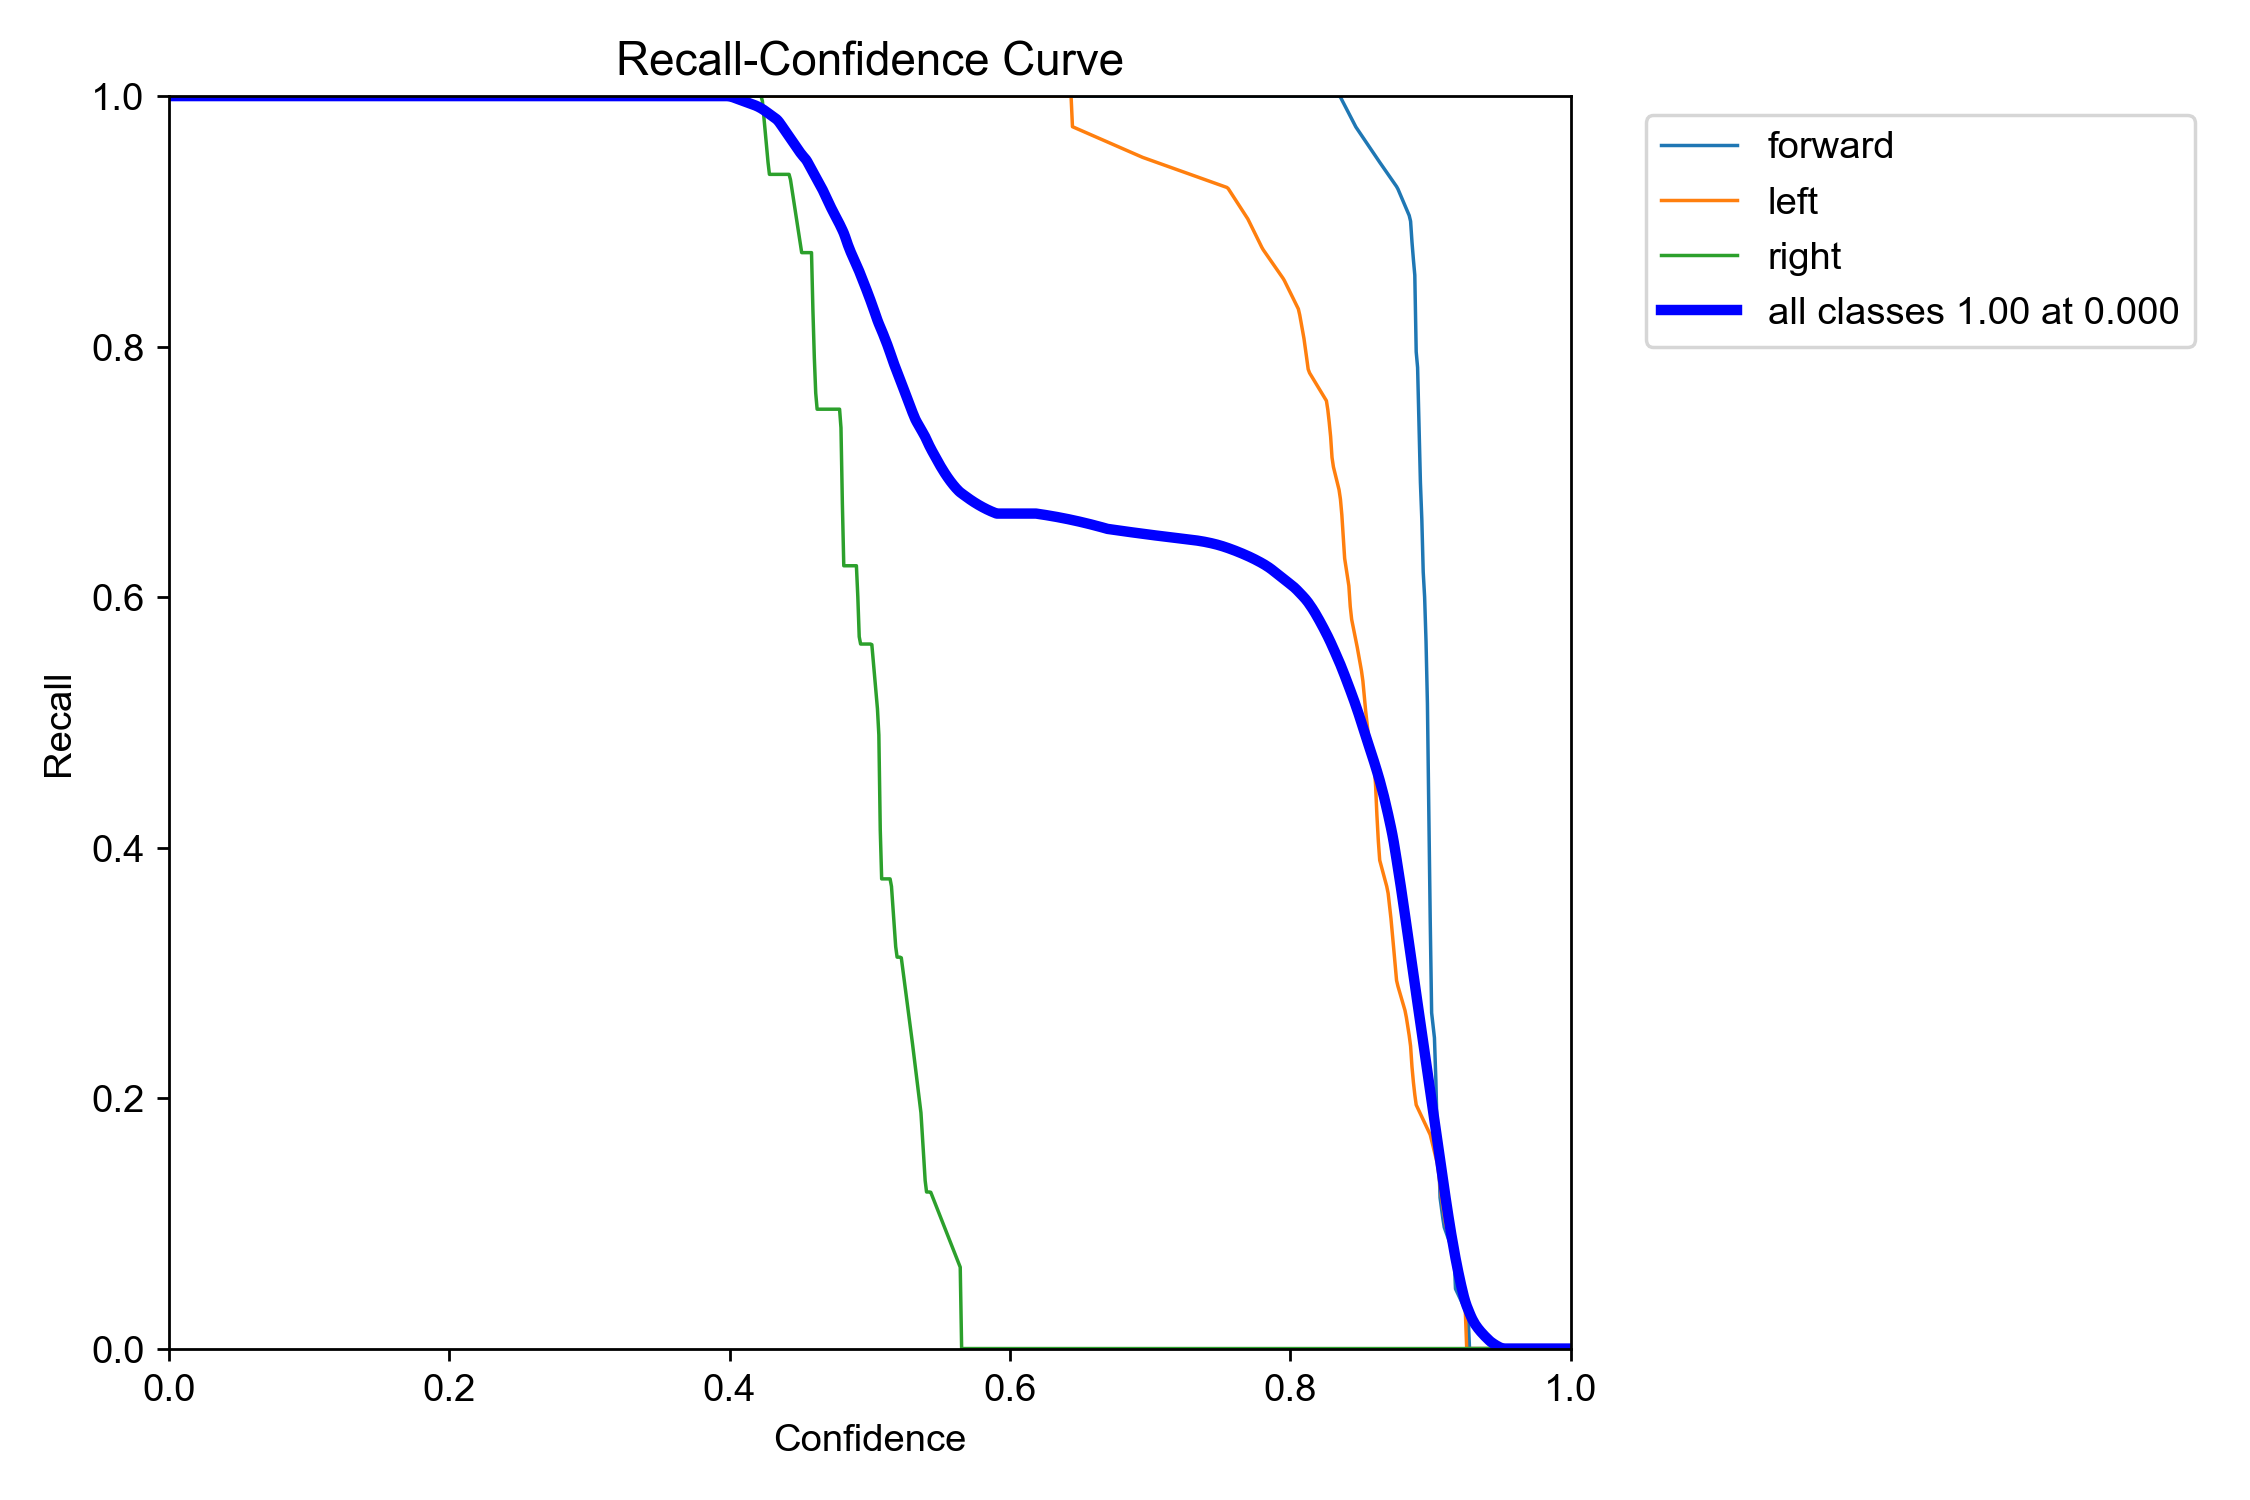 Recall-Confidence Curve
1.0
0.8
0.6
0.4
0.2
0.0
Recall
0.0 0.2 0.4 0.6 0.8 1.0
Confidence
forward
left
right
all classes 1.00 at 0.000